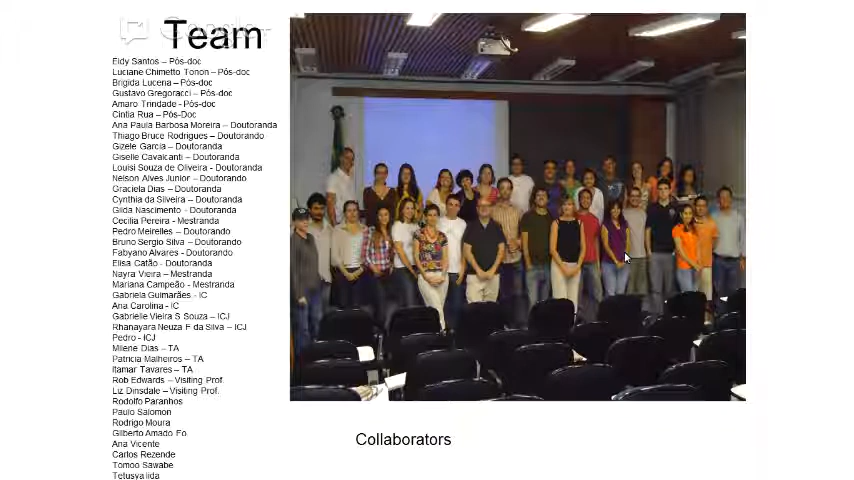 Google+
Team
Eidy Santos – Pós-doc
Luciane Chimetto Tonon – Pós-doc
Brigida Lucena – Pós-doc
Gustavo Gregoracci – Pós-doc
Amaro Trindade - Pós-doc
Cintia Rua – Pós-Doc
Ana Paula Barbosa Moreira – Doutoranda
Thiago Bruce Rodrigues – Doutorando
Gizele Garcia – Doutoranda
Giselle Cavalcanti – Doutoranda
Louisi Souza de Oliveira - Doutoranda
Nelson Alves Junior – Doutorando
Graciela Dias – Doutoranda
Cynthia da Silveira – Doutoranda
Gilda Nascimento - Doutoranda
Cecilia Pereira - Mestranda
Pedro Meirelles – Doutorando
Bruno Sergio Silva – Doutorando
Fabyano Alvares - Doutorando
Elisa Catão - Doutoranda
Nayra Vieira – Mestranda
Mariana Campeão - Mestranda
Gabriela Guimarães - IC
Ana Carolina - IC
Gabrielle Vieira S Souza – ICJ
Rhanayara Neuza F da Silva – ICJ
Pedro - ICJ
Milene Dias – TA
Patricia Malheiros – TA
Itamar Tavares – TA
Rob Edwards – Visiting Prof.
Liz Dinsdale – Visiting Prof.
Rodolfo Paranhos
Paulo Salomon
Rodrigo Moura
Gilberto Amado Fo.
Ana Vicente
Carlos Rezende
Tomoo Sawabe
Tetusya Iida
Collaborators